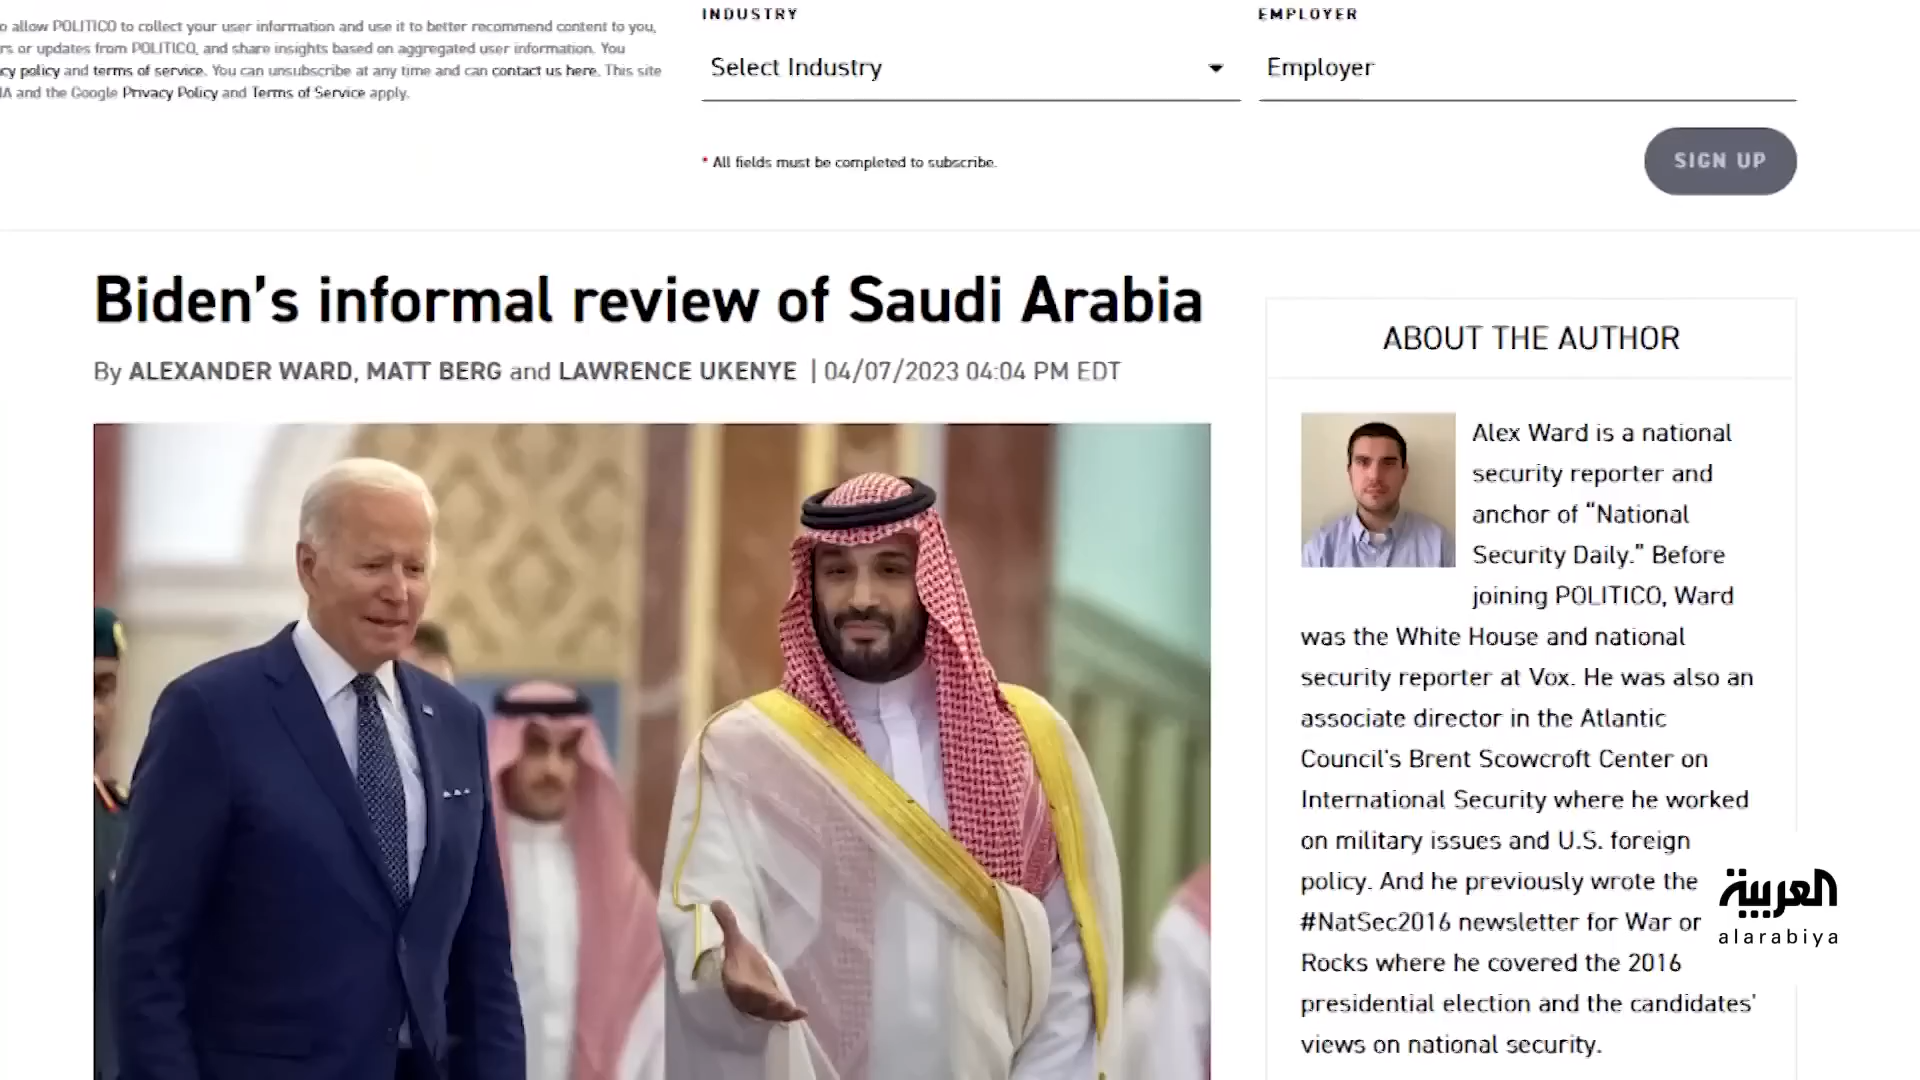 o allow POLITICO to collect your user information and use it to better recommend content to you,
rs or updates from POLITICO, and share insights based on aggregated user information. You
cy policy and terms of service. You can unsubscribe at any time and can contact us here. This site
IA and the Google Privacy Policy and Terms of Service apply.
INDUSTRY
Select Industry
EMPLOYER
Employer
* All fields must be completed to subscribe.
SIGN UP
Biden’s informal review of Saudi Arabia
By ALEXANDER WARD, MATT BERG and LAWRENCE UKENYE | 04/07/2023 04:04 PM EDT
ABOUT THE AUTHOR
Alex Ward is a national
security reporter and
anchor of “National
Security Daily.” Before
joining POLITICO, Ward
was the White House and national
security reporter at Vox. He was also an
associate director in the Atlantic
Council’s Brent Scowcroft Center on
International Security where he worked
on military issues and U.S. foreign
policy. And he previously wrote the
#NatSec2016 newsletter for War or
Rocks where he covered the 2016
presidential election and the candidates’
views on national security.
العربية
alarabiya